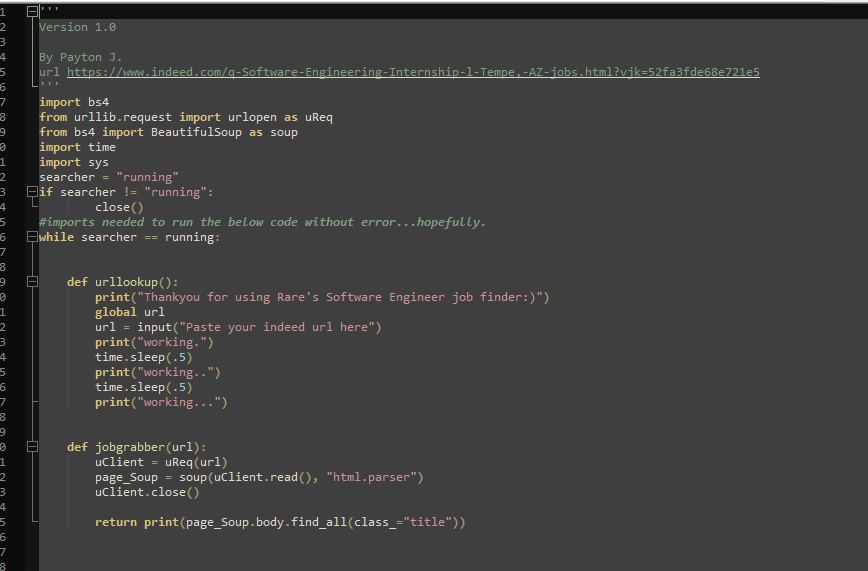 1 '''
2 Version 1.0
3
4 By Payton J.
5 url https://www.indeed.com/q-Software-Engineering-Internship-l-Tempe,-AZ-jobs.html?vjk=52fa3fde68e721e5
6 '''
7 import bs4
8 from urllib.request import urlopen as uReq
9 from bs4 import BeautifulSoup as soup
0 import time
1 import sys
2 searcher = "running"
3 if searcher != "running":
4 close()
5 #imports needed to run the below code without error...hopefully.
6 while searcher == running:
7
8
9 def urllookup():
0 print("Thankyou for using Rare's Software Engineer job finder:)")
1 global url
2 url = input("Paste your indeed url here")
3 print("working.")
4 time.sleep(.5)
5 print("working..")
6 time.sleep(.5)
7 print("working...")
8
9
0 def jobgrabber(url):
1 uClient = uReq(url)
2 page_Soup = soup(uClient.read(), "html.parser")
3 uClient.close()
4
5 return print(page_Soup.body.find_all(class_="title"))
6
7
8